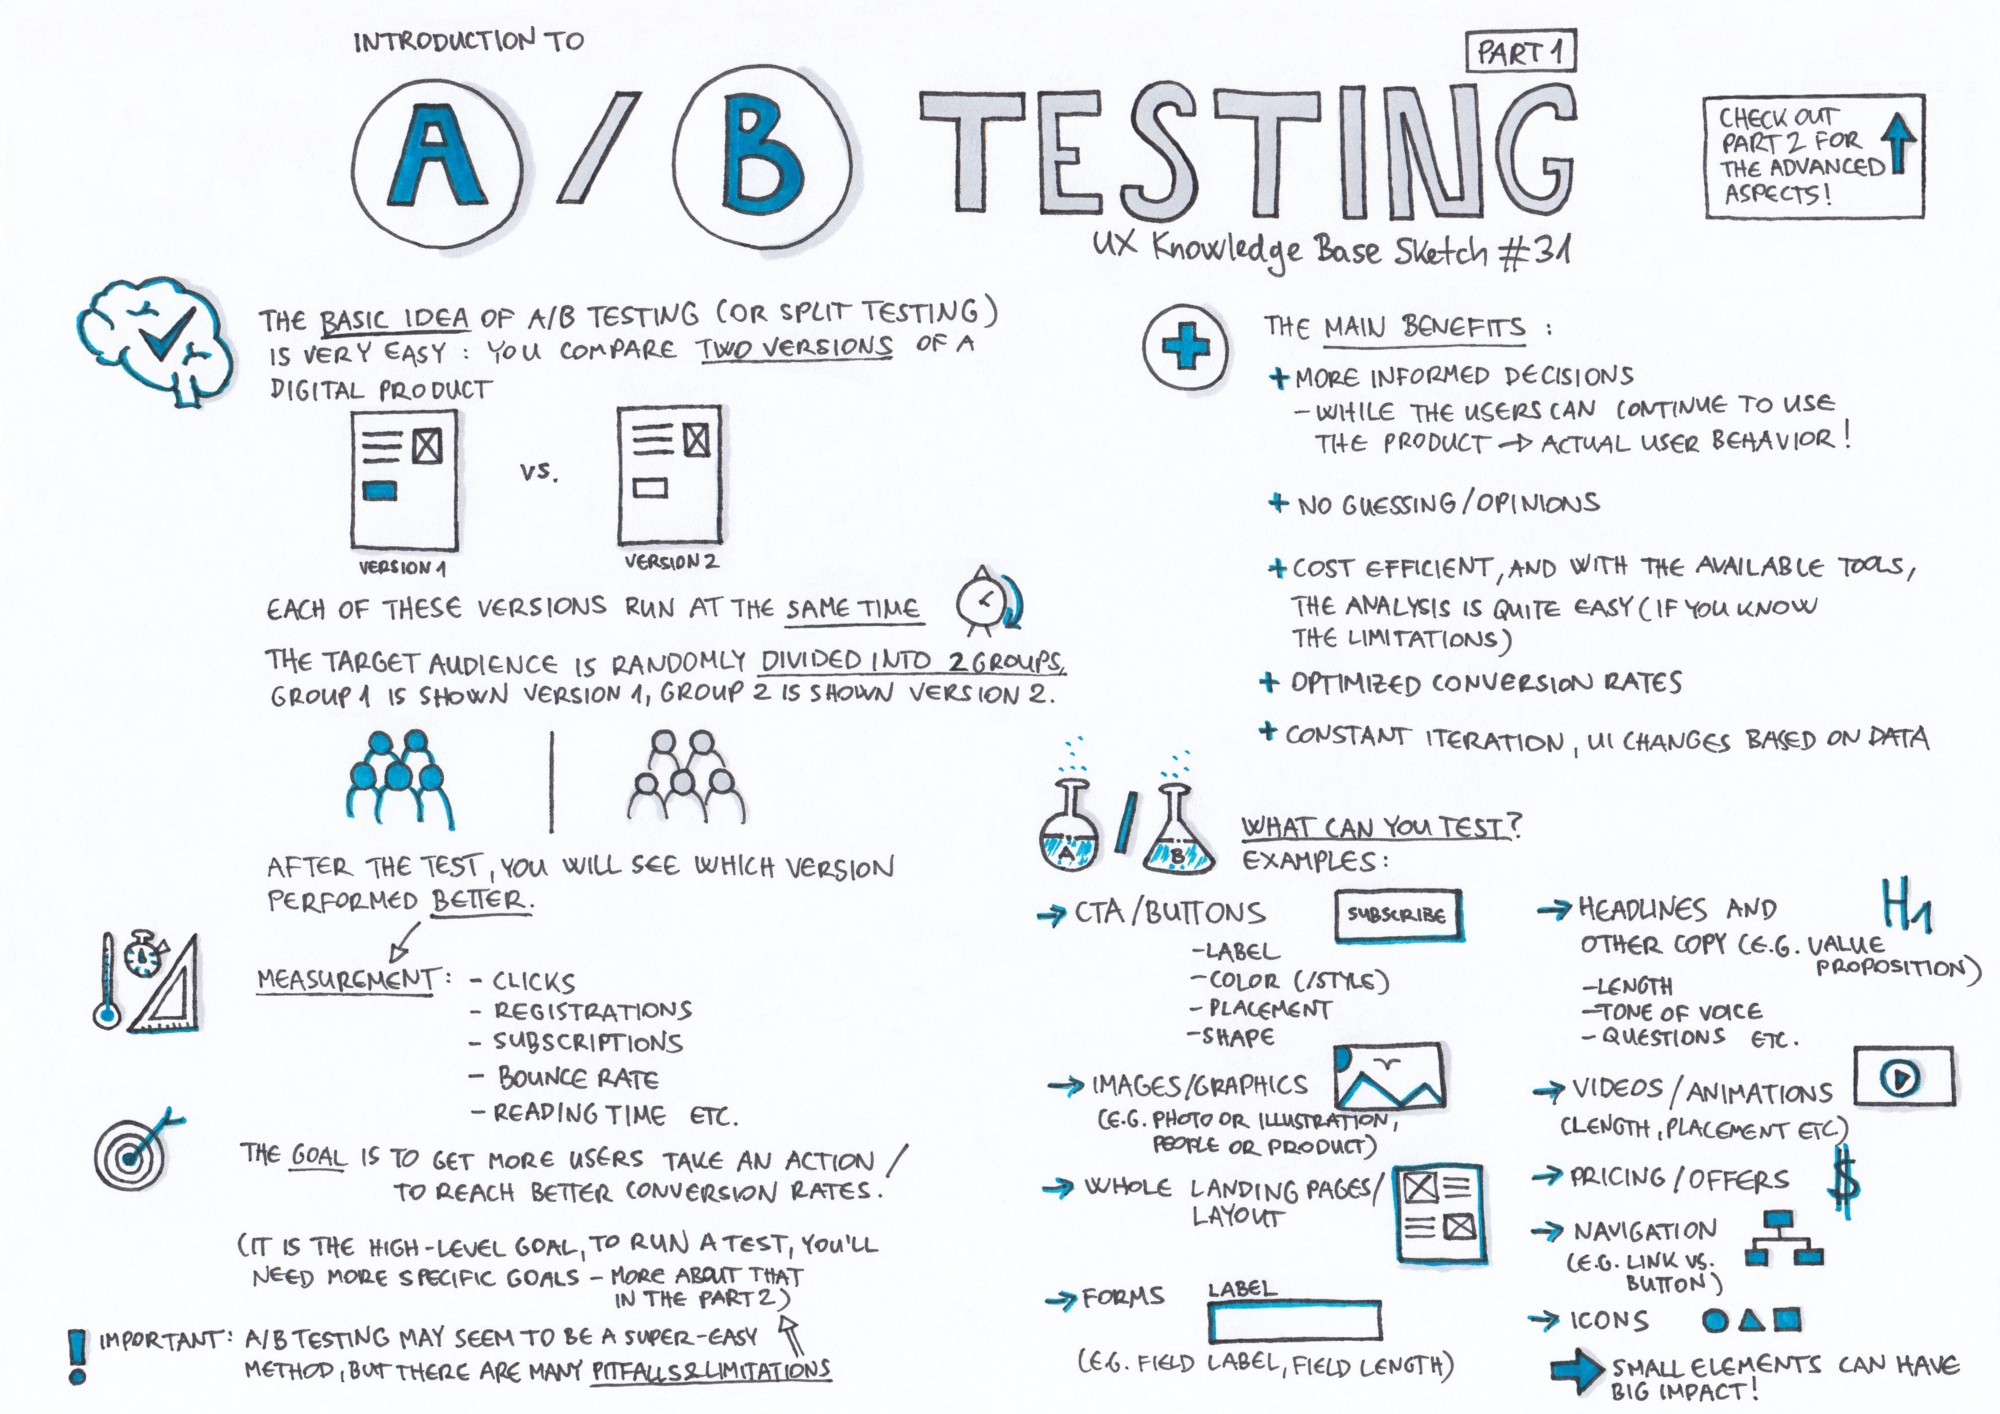 INTRODUCTION TO
PART 1
A / B TESTING
UX Knowledge Base Sketch #31
CHECK OUT
PART 2 FOR
THE ADVANCED
ASPECTS!
THE BASIC IDEA OF A/B TESTING (OR SPLIT TESTING)
IS VERY EASY: YOU COMPARE TWO VERSIONS OF A
DIGITAL PRODUCT
VS.
VERSION 1
VERSION 2
EACH OF THESE VERSIONS RUN AT THE SAME TIME
THE TARGET AUDIENCE IS RANDOMLY DIVIDED INTO 2 GROUPS,
GROUP 1 IS SHOWN VERSION 1, GROUP 2 IS SHOWN VERSION 2.
AFTER THE TEST, YOU WILL SEE WHICH VERSION
PERFORMED BETTER.
MEASUREMENT: - CLICKS
- REGISTRATIONS
- SUBSCRIPTIONS
- BOUNCE RATE
- READING TIME ETC.
THE GOAL IS TO GET MORE USERS TAKE AN ACTION /
TO REACH BETTER CONVERSION RATES.
(IT IS THE HIGH-LEVEL GOAL, TO RUN A TEST, YOU'LL
NEED MORE SPECIFIC GOALS - MORE ABOUT THAT
IN THE PART 2)
! IMPORTANT: A/B TESTING MAY SEEM TO BE A SUPER-EASY
METHOD, BUT THERE ARE MANY PITFALLS & LIMITATIONS
THE MAIN BENEFITS:
+ MORE INFORMED DECISIONS
- WHILE THE USERS CAN CONTINUE TO USE
THE PRODUCT → ACTUAL USER BEHAVIOR!
+ NO GUESSING/OPINIONS
+ COST EFFICIENT, AND WITH THE AVAILABLE TOOLS,
THE ANALYSIS IS QUITE EASY (IF YOU KNOW
THE LIMITATIONS)
+ OPTIMIZED CONVERSION RATES
+ CONSTANT ITERATION, UI CHANGES BASED ON DATA
A / B
WHAT CAN YOU TEST?
EXAMPLES:
→ CTA/BUTTONS
SUBSCRIBE
- LABEL
- COLOR (/STYLE)
- PLACEMENT
- SHAPE
→ IMAGES/GRAPHICS
(E.G. PHOTO OR ILLUSTRATION,
PEOPLE OR PRODUCT)
→ WHOLE LANDING PAGES/
LAYOUT
→ FORMS
LABEL
(E.G. FIELD LABEL, FIELD LENGTH)
→ HEADLINES AND
H1
OTHER COPY (E.G. VALUE
PROPOSITION)
- LENGTH
- TONE OF VOICE
- QUESTIONS ETC.
→ VIDEOS/ANIMATIONS
(LENGTH, PLACEMENT ETC)
→ PRICING/OFFERS
$
→ NAVIGATION
(E.G. LINK VS.
BUTTON)
→ ICONS
→ SMALL ELEMENTS CAN HAVE
BIG IMPACT!